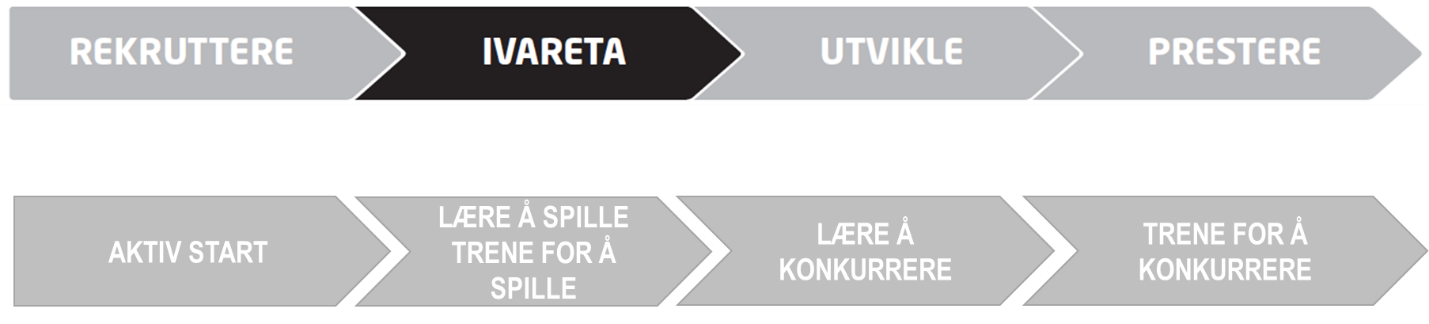 REKRUTTERE
IVARETA
UTVIKLE
PRESTERE
AKTIV START
LÆRE Å SPILLE
TRENE FOR Å
SPILLE
LÆRE Å
KONKURRERE
TRENE FOR Å
KONKURRERE